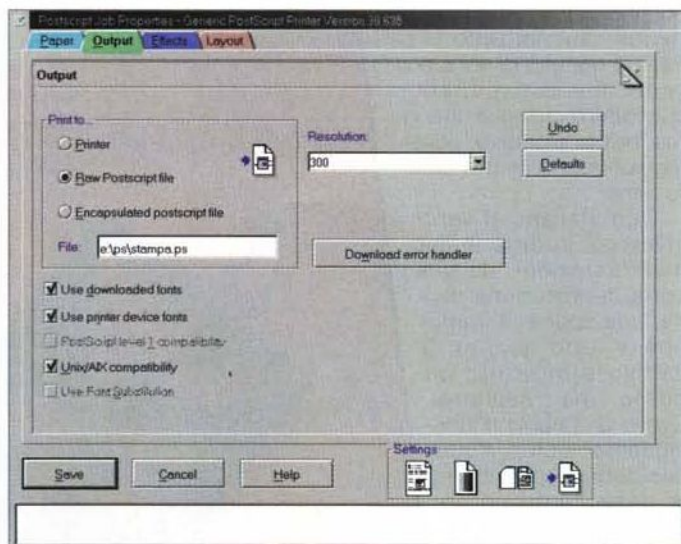 Postscript Job Properties - Generic PostScript Printer Version 30.635
Paper Output Effects Layout
Output
Print to...
Printer
Raw Postscript file
Encapsulated postscript file
File: e:\ps\stampa.ps
Resolution:
300
Undo
Defaults
Download error handler
Use downloaded fonts
Use printer device fonts
PostScript level 1 compatibility
Unix/AIX compatibility
Use Font Substitution
Save Cancel Help
Settings